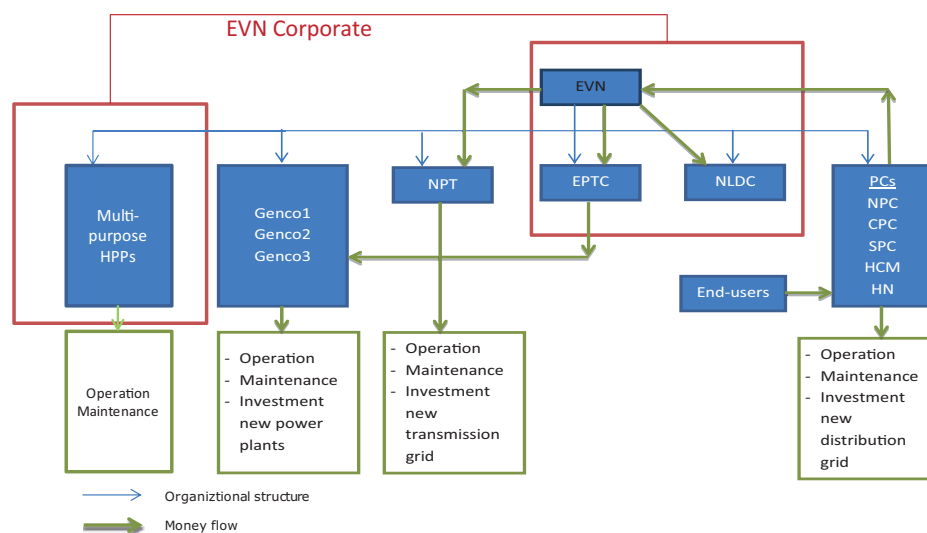 EVN Corporate
EVN
NPT
EPTC
NLDC
PCs
NPC
CPC
SPC
HCM
HN
Multi-
purpose
HPPs
Genco1
Genco2
Genco3
End-users
Operation
Maintenance
- Operation
- Maintenance
- Investment
new power
plants
- Operation
- Maintenance
- Investment
new
transmission
grid
- Operation
- Maintenance
- Investment
new
distribution
grid
Organiztional structure
Money flow